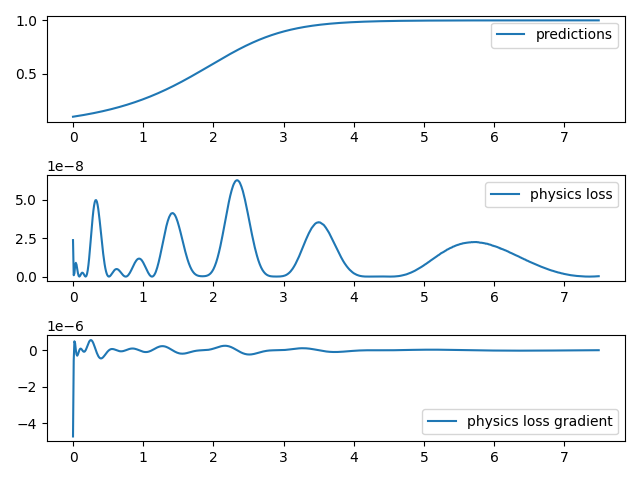 1.0
predictions
0.5
0 1 2 3 4 5 6 7
1e−8
5.0
physics loss
2.5
0.0
0 1 2 3 4 5 6 7
1e−6
0
−2
−4
physics loss gradient
0 1 2 3 4 5 6 7